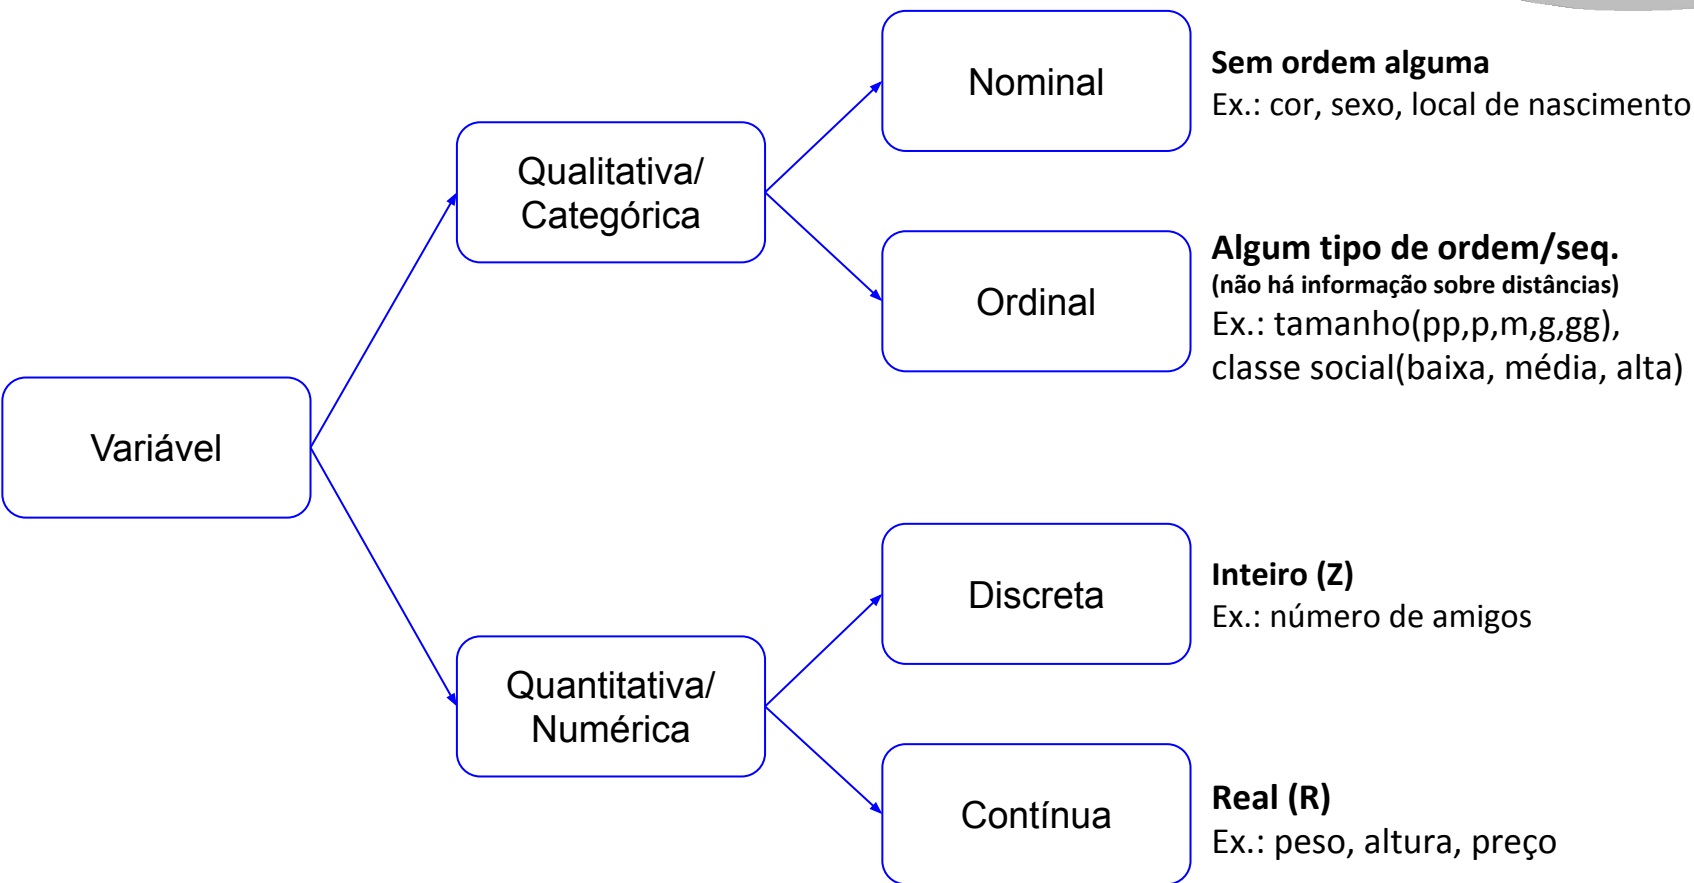 Nominal
Sem ordem alguma
Ex.: cor, sexo, local de nascimento
Qualitativa/
Categórica
Ordinal
Algum tipo de ordem/seq.
(não há informação sobre distâncias)
Ex.: tamanho(pp,p,m,g,gg),
classe social(baixa, média, alta)
Variável
Discreta
Inteiro (Z)
Ex.: número de amigos
Quantitativa/
Numérica
Contínua
Real (R)
Ex.: peso, altura, preço